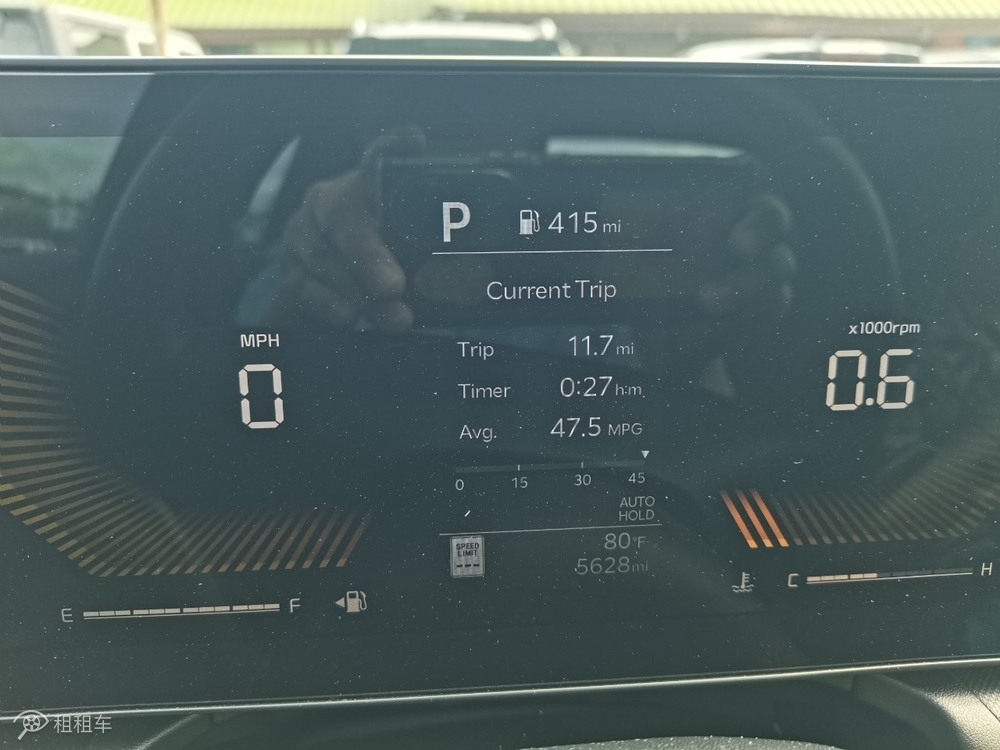 P 415 mi
Current Trip
MPH
0
Trip 11.7 mi
Timer 0:27 h:m
Avg. 47.5 MPG
0 15 30 45
x1000rpm
0.6
AUTO
HOLD
SPEED
LIMIT
---
80°F
5628 mi
E F
C H
租租车